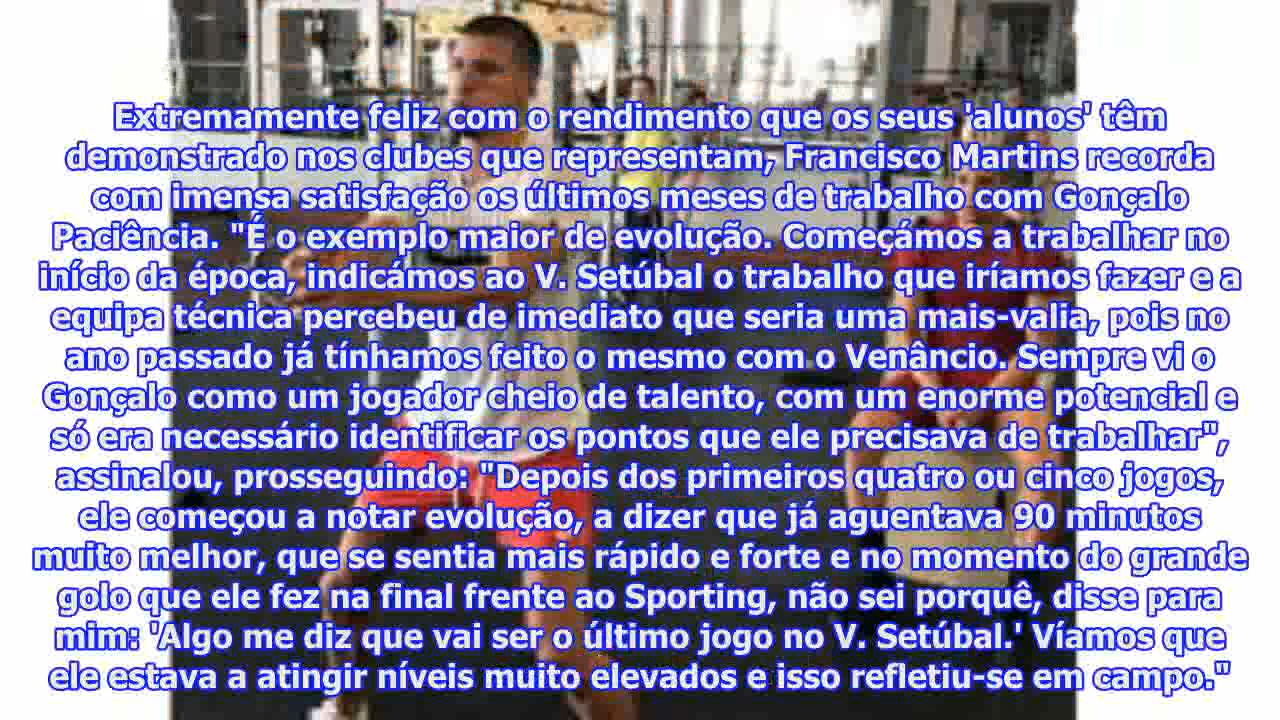 Extremamente feliz com o rendimento que os seus 'alunos' têm
demonstrado nos clubes que representam, Francisco Martins recorda
com imensa satisfação os últimos meses de trabalho com Gonçalo
Paciência. "É o exemplo maior de evolução. Começámos a trabalhar no
início da época, indicámos ao V. Setúbal o trabalho que iríamos fazer e a
equipa técnica percebeu de imediato que seria uma mais-valia, pois no
ano passado já tínhamos feito o mesmo com o Venâncio. Sempre vi o
Gonçalo como um jogador cheio de talento, com um enorme potencial e
só era necessário identificar os pontos que ele precisava de trabalhar",
assinalou, prosseguindo: "Depois dos primeiros quatro ou cinco jogos,
ele começou a notar evolução, a dizer que já aguentava 90 minutos
muito melhor, que se sentia mais rápido e forte e no momento do grande
golo que ele fez na final frente ao Sporting, não sei porquê, disse para
mim: 'Algo me diz que vai ser o último jogo no V. Setúbal.' Víamos que
ele estava a atingir níveis muito elevados e isso refletiu-se em campo."